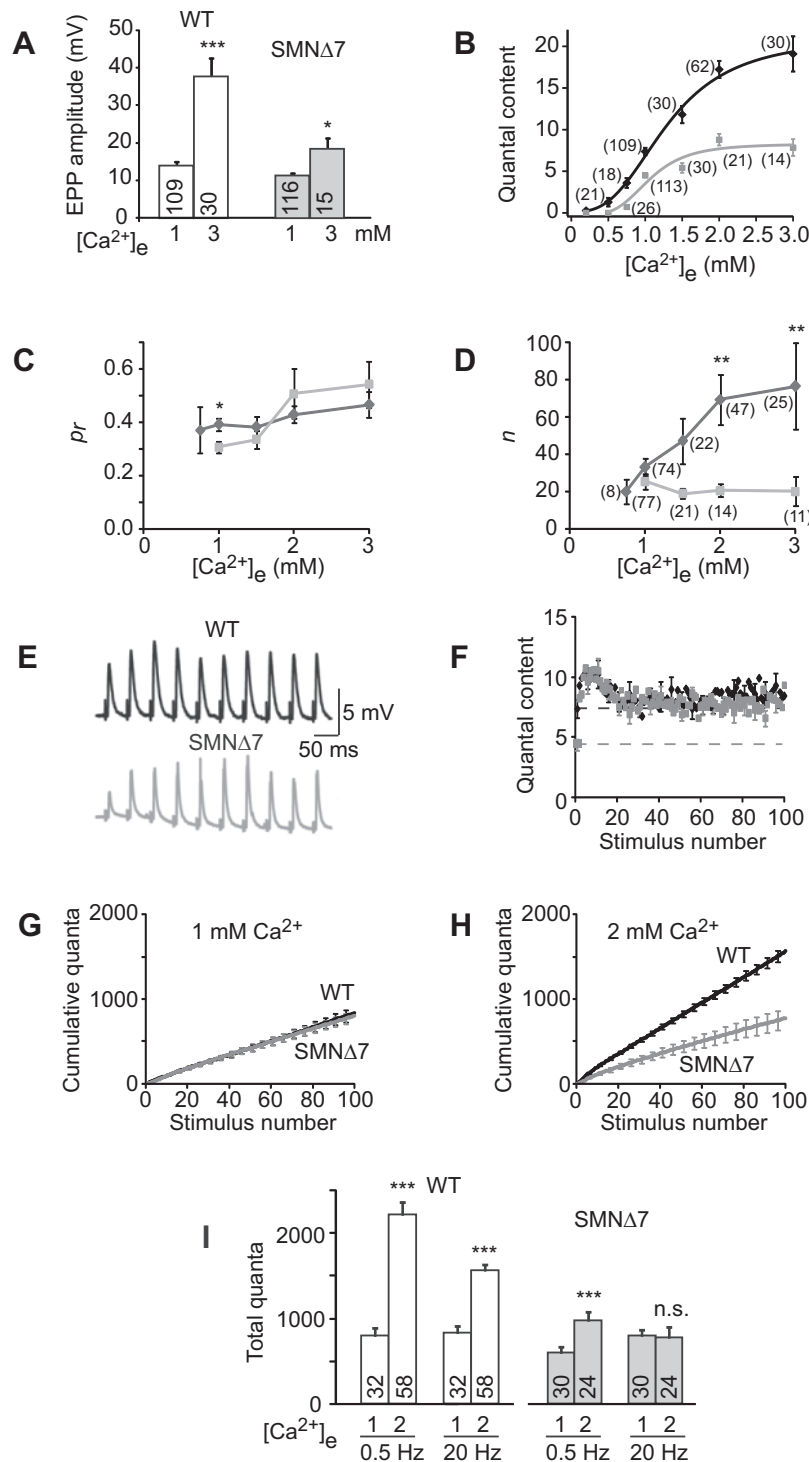 A
WT
SMNΔ7
EPP amplitude (mV)
50
40
30
20
10
0
***
*
109
30
116
15
[Ca2+]e
1 3 1 3 mM
B
Quantal content
20
15
10
5
0
(21)
(18)
(109)
(30)
(62)
(30)
(26)
(113)
(30)
(21)
(14)
0 0.5 1.0 1.5 2.0 2.5 3.0
[Ca2+]e (mM)
C
pr
0.6
0.4
0.2
0.0
*
0 1 2 3
[Ca2+]e (mM)
D
n
100
80
60
40
20
0
**
**
(8)
(74)
(22)
(47)
(25)
(77)
(21)
(14)
(11)
0 1 2 3
[Ca2+]e (mM)
E
WT
5 mV
50 ms
SMNΔ7
F
Quantal content
15
10
5
0
0 20 40 60 80 100
Stimulus number
G
Cumulative quanta
2000
1000
0
1 mM Ca2+
WT
SMNΔ7
0 20 40 60 80 100
Stimulus number
H
Cumulative quanta
2000
1000
0
2 mM Ca2+
WT
SMNΔ7
0 20 40 60 80 100
Stimulus number
I
WT
SMNΔ7
Total quanta
2000
1000
0
***
***
***
n.s.
32
58
32
58
30
24
30
24
[Ca2+]e
1 2 1 2 1 2 1 2
0.5 Hz 20 Hz 0.5 Hz 20 Hz